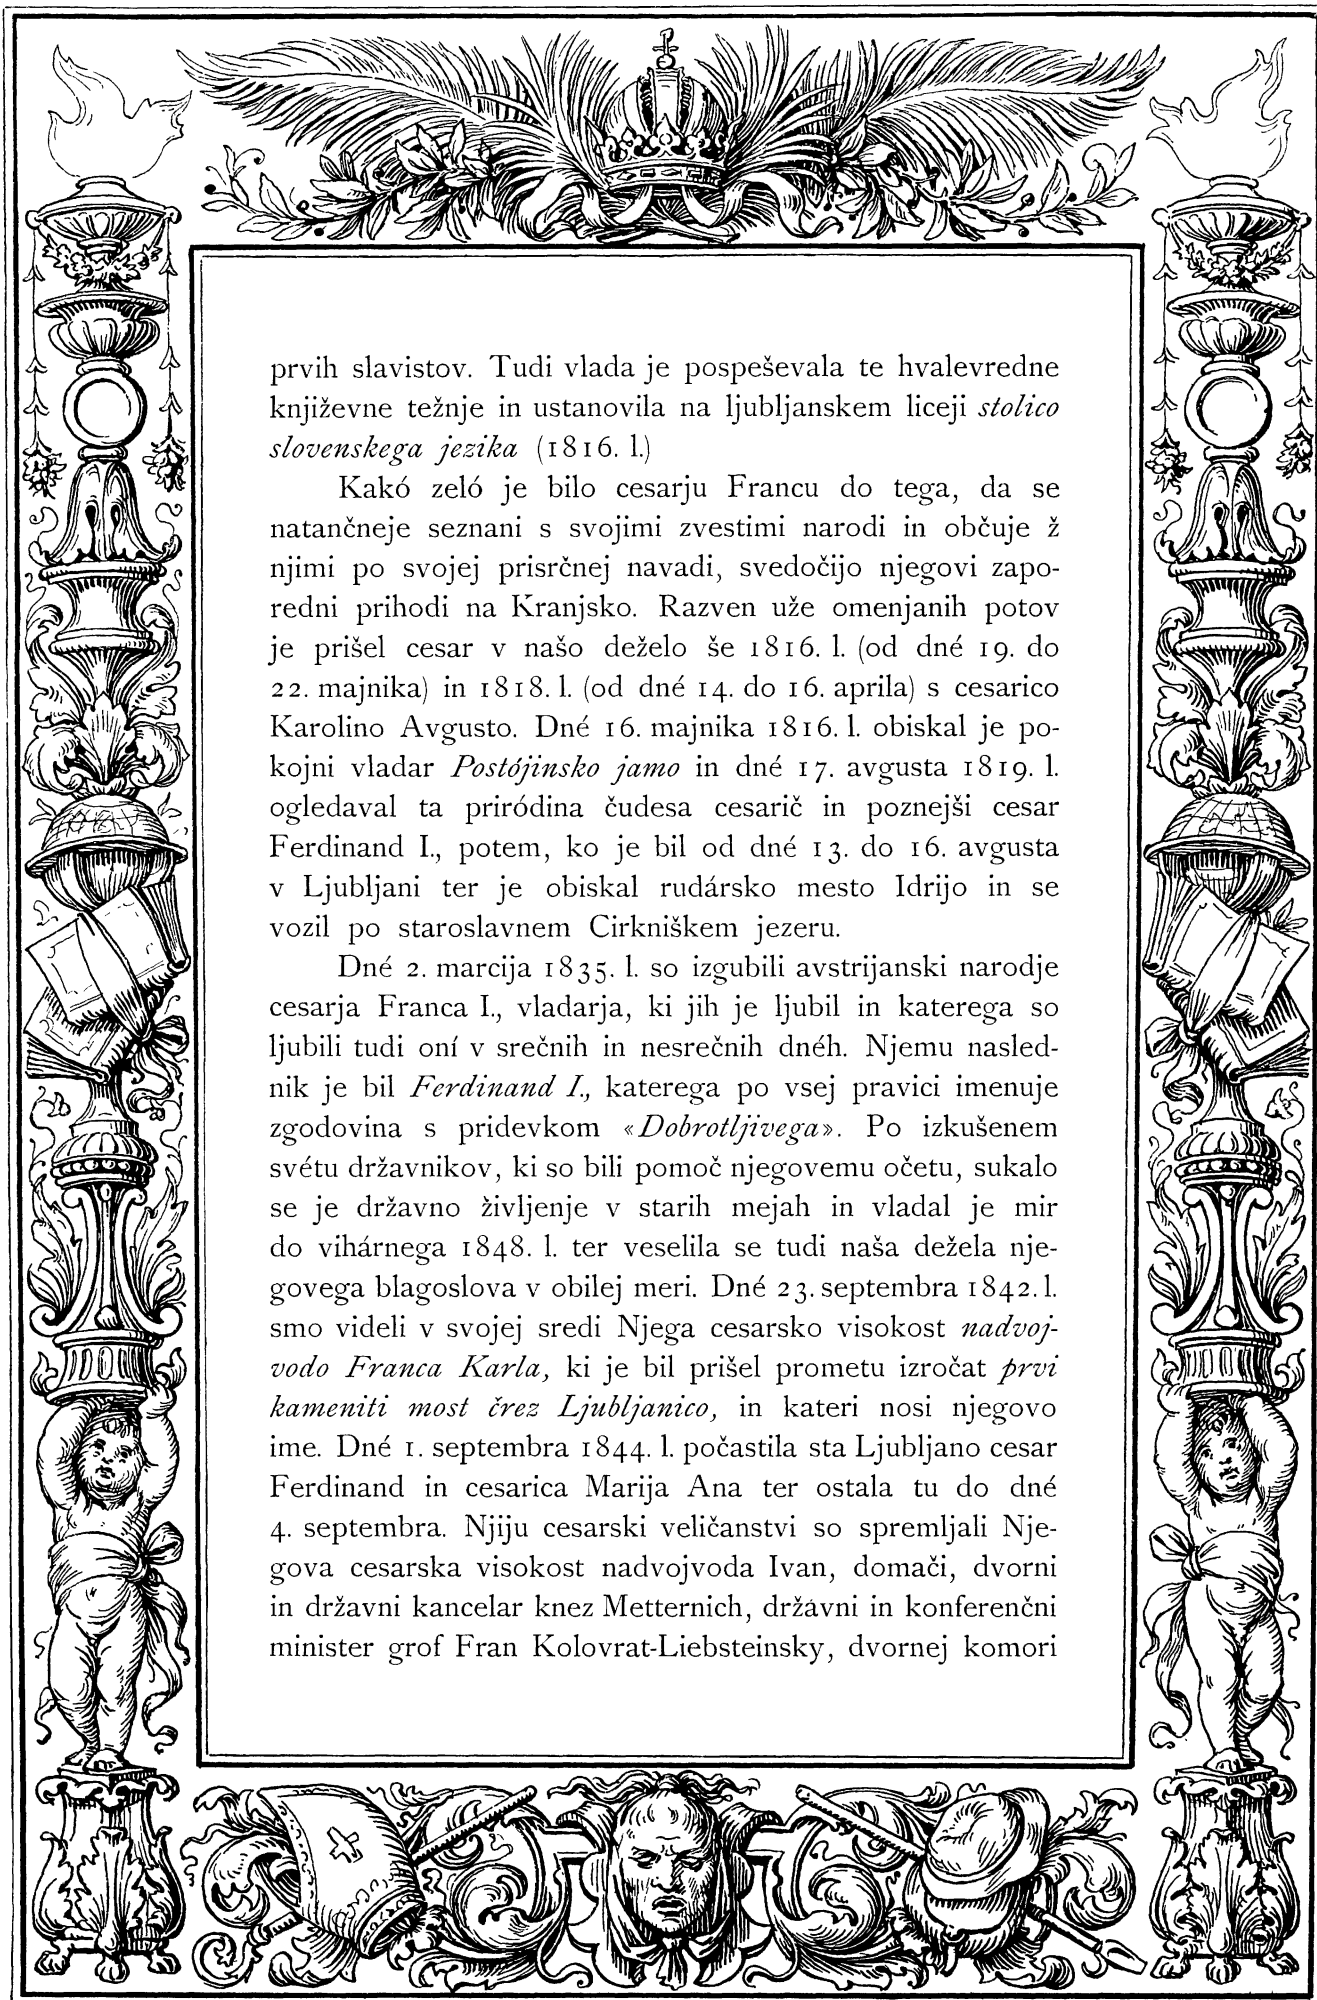 prvih slavistov. Tudi vlada je pospeševala te hvalevredne
književne težnje in ustanovila na ljubljanskem liceji stolico
slovenskega jezika (1816. l.)
Kakó zeló je bilo cesarju Francu do tega, da se
natančneje seznani s svojimi zvestimi narodi in občuje ž
njimi po svojej prisrčnej navadi, svedočijo njegovi zapo-
redni prihodi na Kranjsko. Razven uže omenjanih potov
je prišel cesar v našo deželo še 1816. l. (od dné 19. do
22. majnika) in 1818. l. (od dné 14. do 16. aprila) s cesarico
Karolino Avgusto. Dné 16. majnika 1816. l. obiskal je po-
kojni vladar Postójinsko jamo in dné 17. avgusta 1819. l.
ogledaval ta priródina čudesa cesarič in poznejši cesar
Ferdinand I., potem, ko je bil od dné 13. do 16. avgusta
v Ljubljani ter je obiskal rudársko mesto Idrijo in se
vozil po staroslavnem Cirkniškem jezeru.
Dné 2. marcija 1835. l. so izgubili avstrijanski narodje
cesarja Franca I., vladarja, ki jih je ljubil in katerega so
ljubili tudi oní v srečnih in nesrečnih dnéh. Njemu nasled-
nik je bil Ferdinand I., katerega po vsej pravici imenuje
zgodovina s pridevkom «Dobrotljivega». Po izkušenem
svétu državnikov, ki so bili pomoč njegovemu očetu, sukalo
se je državno življenje v starih mejah in vladal je mir
do vihárnega 1848. l. ter veselila se tudi naša dežela nje-
govega blagoslova v obilej meri. Dné 23. septembra 1842. l.
smo videli v svojej sredi Njega cesarsko visokost nadvoj-
vodo Franca Karla, ki je bil prišel prometu izročat prvi
kameniti most črez Ljubljanico, in kateri nosi njegovo
ime. Dné 1. septembra 1844. l. počastila sta Ljubljano cesar
Ferdinand in cesarica Marija Ana ter ostala tu do dné
4. septembra. Njiju cesarski veličanstvi so spremljali Nje-
gova cesarska visokost nadvojvoda Ivan, domači, dvorni
in državni kancelar knez Metternich, državni in konferenčni
minister grof Fran Kolovrat-Liebsteinsky, dvornej komori